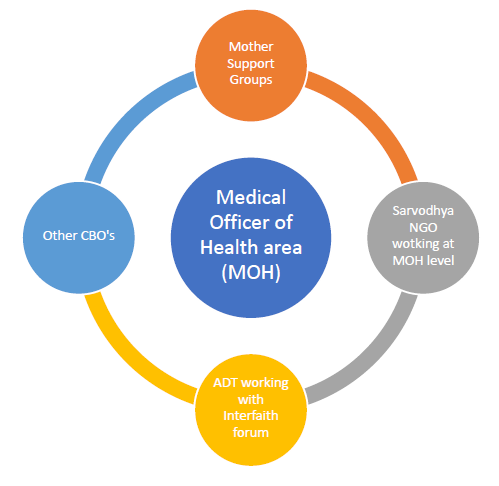 Mother
Support
Groups
Medical
Officer of
Health area
(MOH)
Sarvodhya
NGO
wotking at
MOH level
Other CBO's
ADT working
with
Interfaith
forum